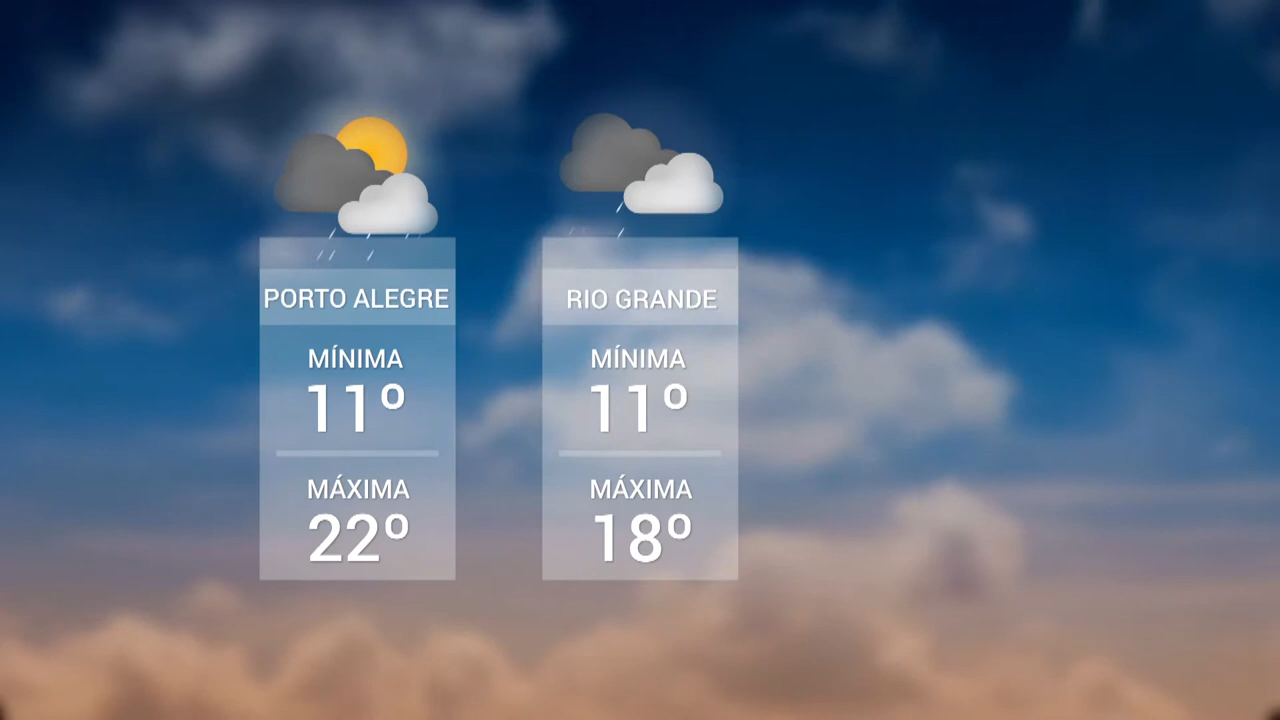 PORTO ALEGRE
MÍNIMA
11º
MÁXIMA
22º
RIO GRANDE
MÍNIMA
11º
MÁXIMA
18º